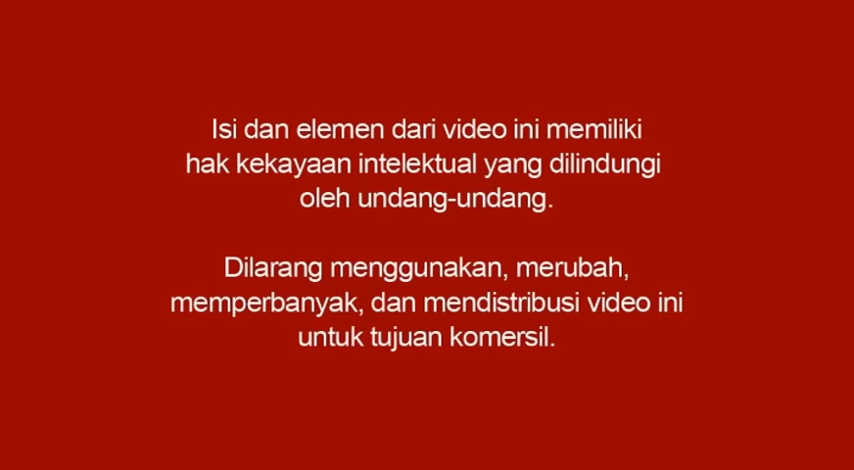 Isi dan elemen dari video ini memiliki
hak kekayaan intelektual yang dilindungi
oleh undang-undang.
Dilarang menggunakan, merubah,
memperbanyak, dan mendistribusi video ini
untuk tujuan komersil.